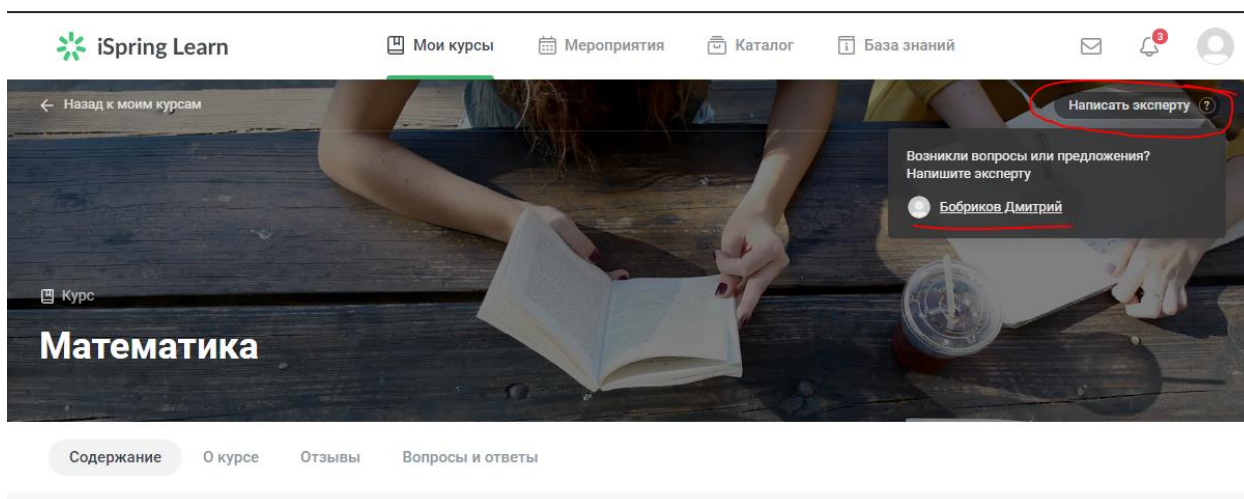 iSpring Learn
Мои курсы
Мероприятия
Каталог
База знаний
3
Назад к моим курсам
Написать эксперту ?
Возникли вопросы или предложения?
Напишите эксперту
Бобриков Дмитрий
Курс
Математика
Содержание
О курсе
Отзывы
Вопросы и ответы